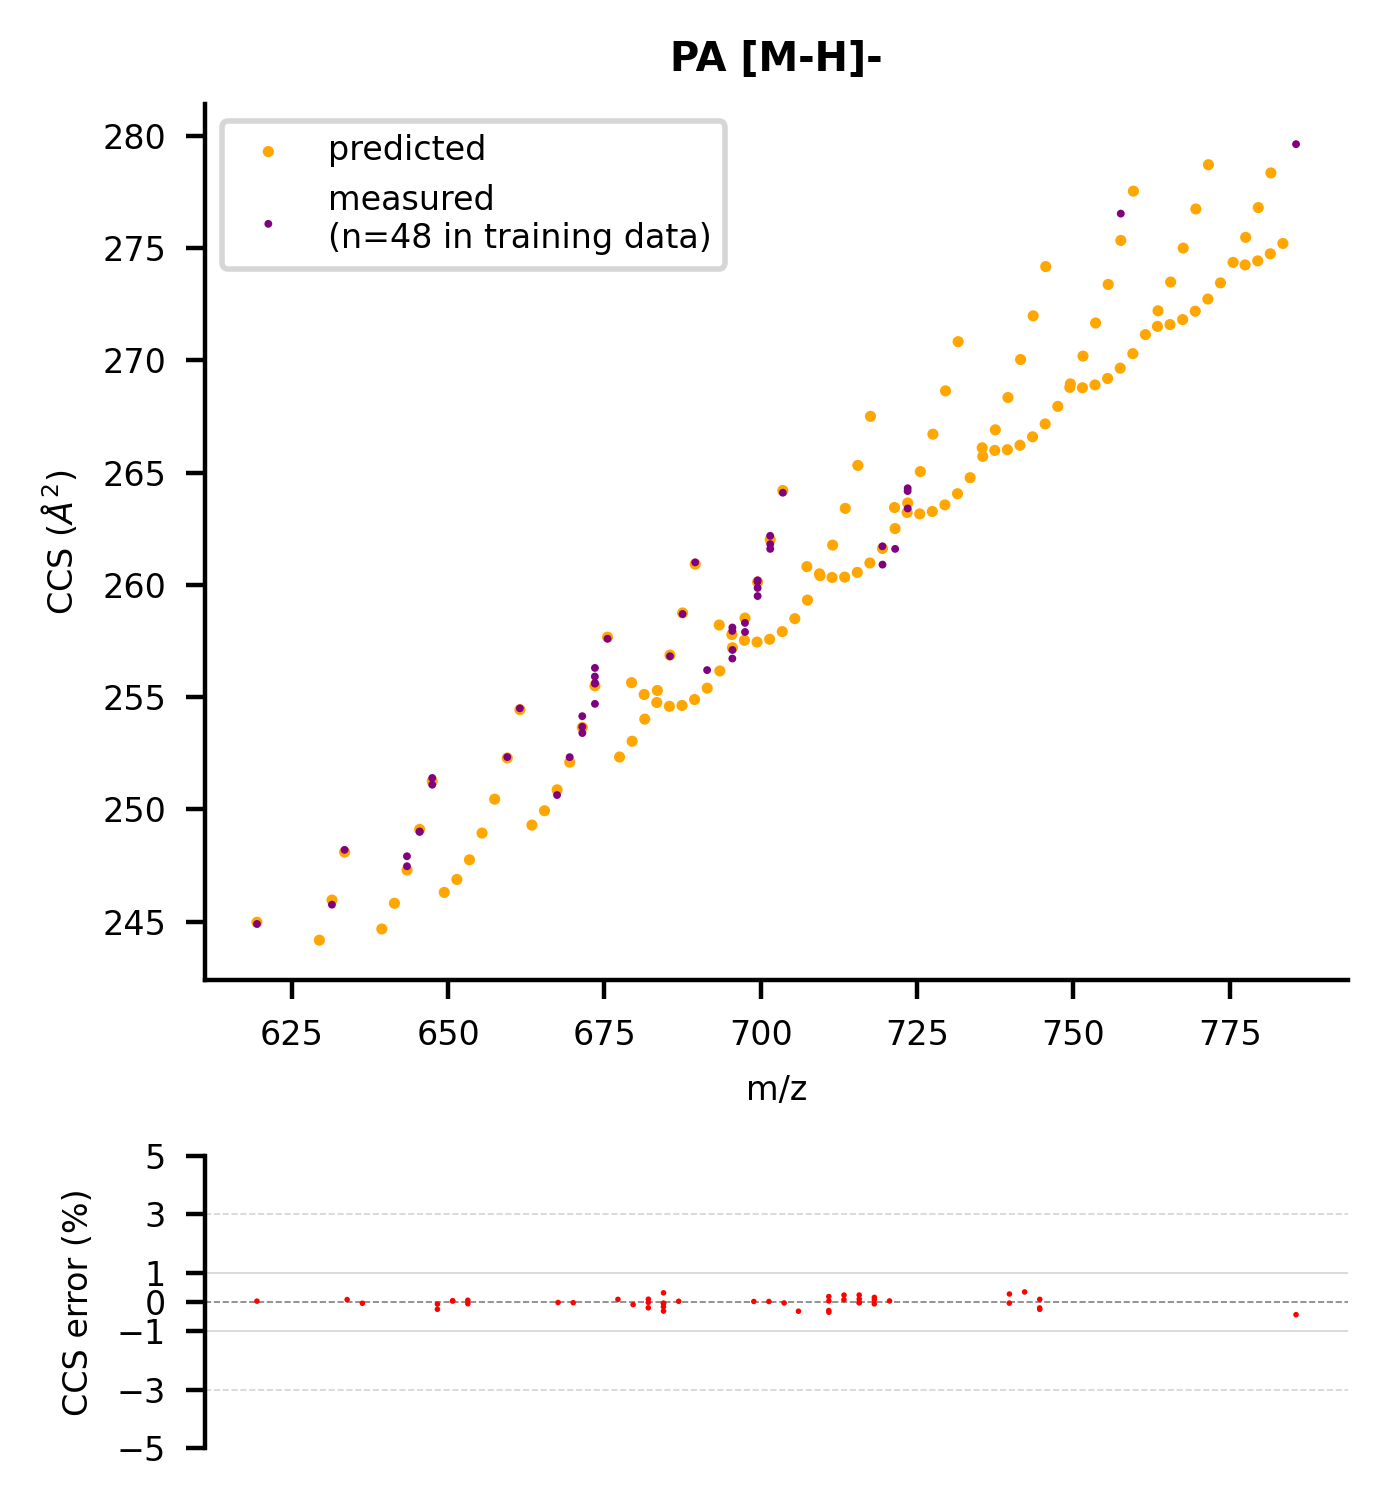 PA [M-H]-
predicted
measured
(n=48 in training data)
280
275
270
265
260
255
250
245
CCS (Å²)
625 650 675 700 725 750 775
m/z
5
3
1
0
−1
−3
−5
CCS error (%)